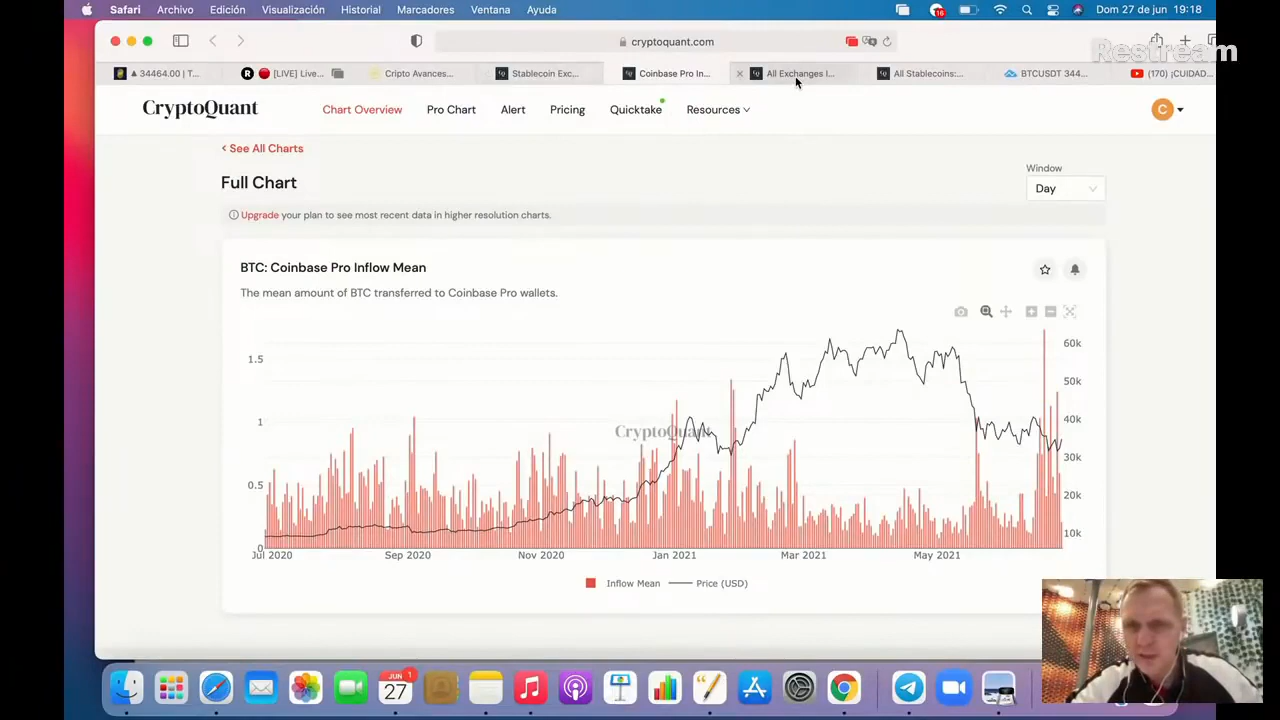 Safari Archivo Edición Visualización Historial Marcadores Ventana Ayuda 16 Dom 27 de jun 19:18
cryptoquant.com
Restream
34464.00 | T... [LIVE] Live... Cripto Avances... Stablecoin Exc... Coinbase Pro In... All Exchanges I... All Stablecoins:... BTCUSDT 344... (170) ¡CUIDAD...
CryptoQuant Chart Overview Pro Chart Alert Pricing Quicktake Resources C
< See All Charts
Full Chart
Window
Day
Upgrade your plan to see most recent data in higher resolution charts.
BTC: Coinbase Pro Inflow Mean
The mean amount of BTC transferred to Coinbase Pro wallets.
1.5
1
0.5
0
60k
50k
40k
30k
20k
10k
CryptoQuant
Jul 2020 Sep 2020 Nov 2020 Jan 2021 Mar 2021 May 2021
Inflow Mean Price (USD)
JUN
27
1